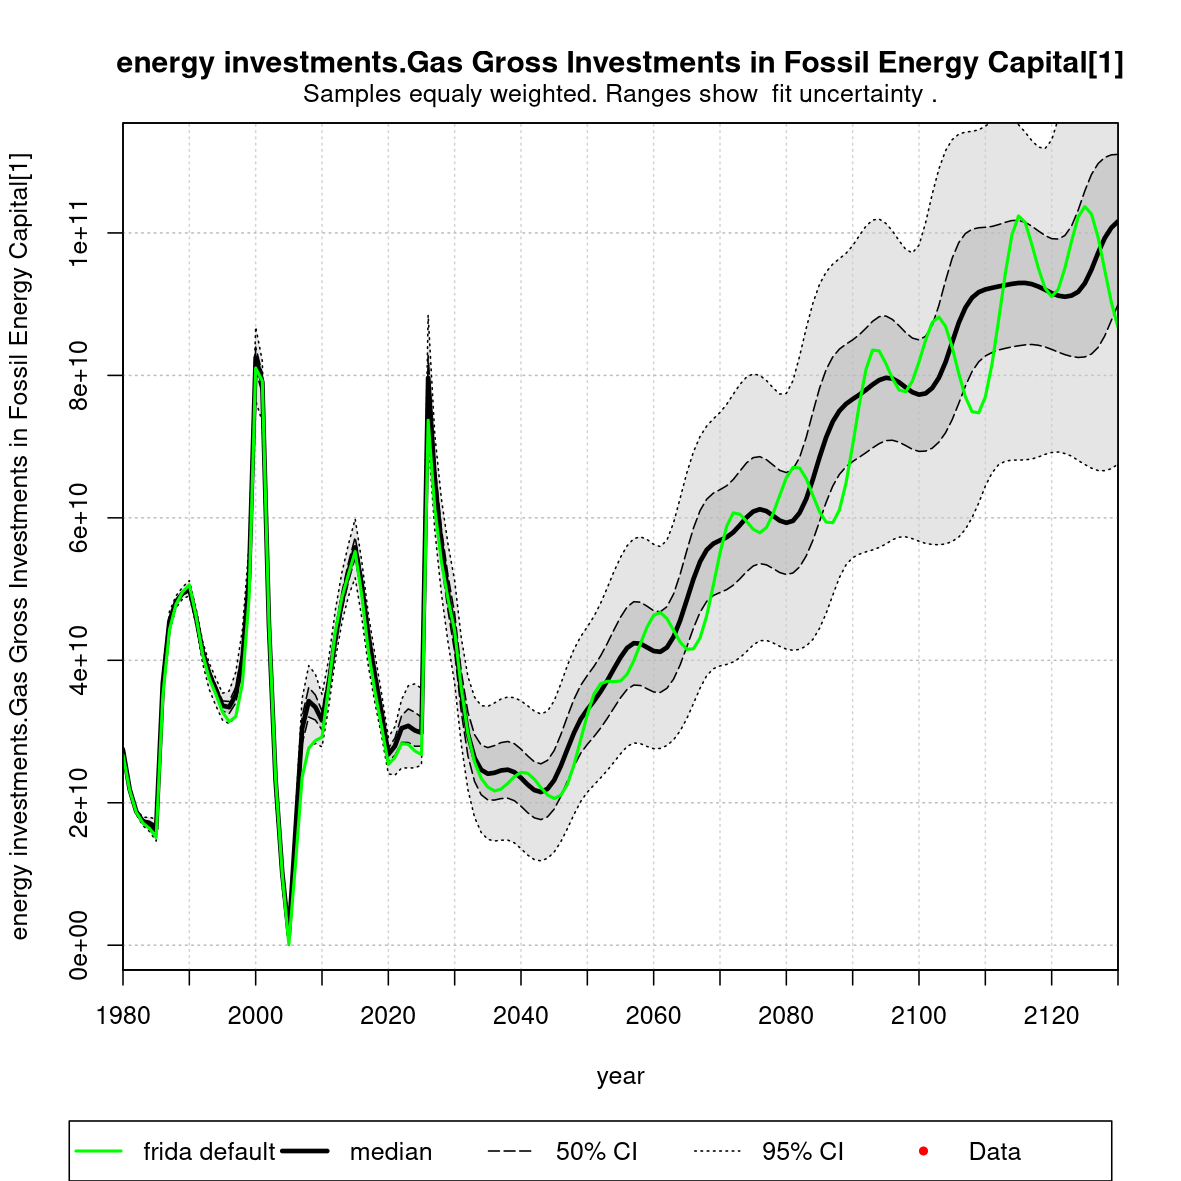 energy investments.Gas Gross Investments in Fossil Energy Capital[1]
Samples equaly weighted. Ranges show  fit uncertainty .
energy investments.Gas Gross Investments in Fossil Energy Capital[1]
1e+11
8e+10
6e+10
4e+10
2e+10
0e+00
1980 2000 2020 2040 2060 2080 2100 2120
year
frida default median 50% CI 95% CI Data